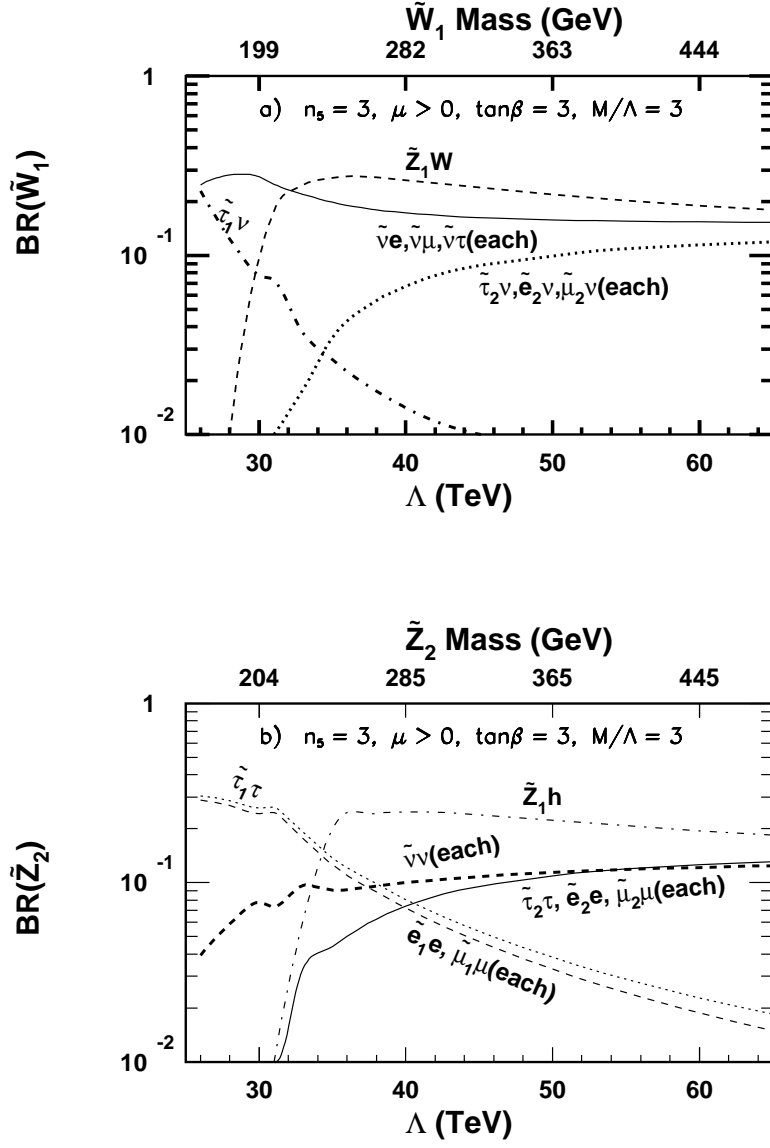 W̃₁ Mass (GeV)
199 282 363 444
1
a) n₅ = 3, μ > 0, tanβ = 3, M/Λ = 3
Z̃₁W
τ̃₁ν
BR(W̃₁)
ν̃e,ν̃μ,ν̃τ(each)
10⁻¹
τ̃₂ν,ẽ₂ν,μ̃₂ν(each)
10⁻²
30 40 50 60
Λ (TeV)
Z̃₂ Mass (GeV)
204 285 365 445
1
b) n₅ = 3, μ > 0, tanβ = 3, M/Λ = 3
τ̃₁τ
Z̃₁h
BR(Z̃₂)
ν̃ν(each)
10⁻¹
τ̃₂τ, ẽ₂e, μ̃₂μ(each)
ẽ₁e, μ̃₁μ(each)
10⁻²
30 40 50 60
Λ (TeV)